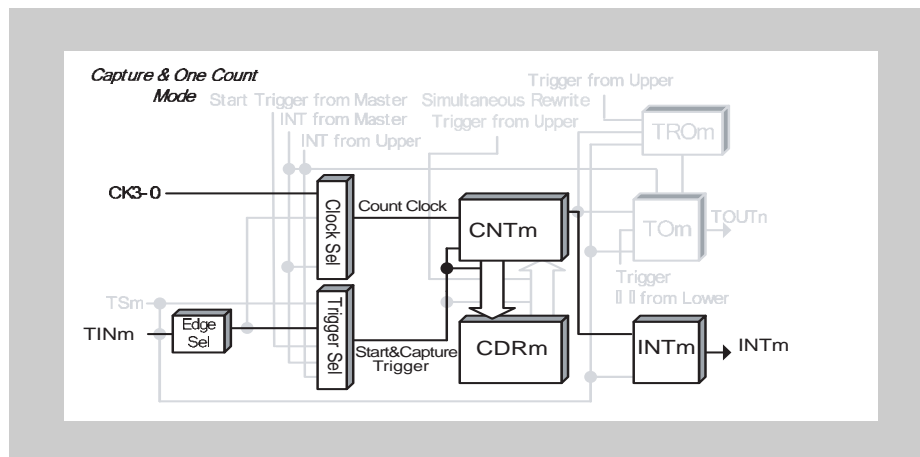 Capture & One Count
Mode
Trigger from Upper
Start Trigger from Master
Simultaneous Rewrite
INT from Master
Trigger from Upper
INT from Upper
TROm
CK3-0
Clock Sel
Count Clock
CNTm
TOm
TOUTn
Trigger
from Lower
TSm
TINm
Edge
Sel
Trigger Sel
Start&Capture
Trigger
CDRm
INTm
INTm